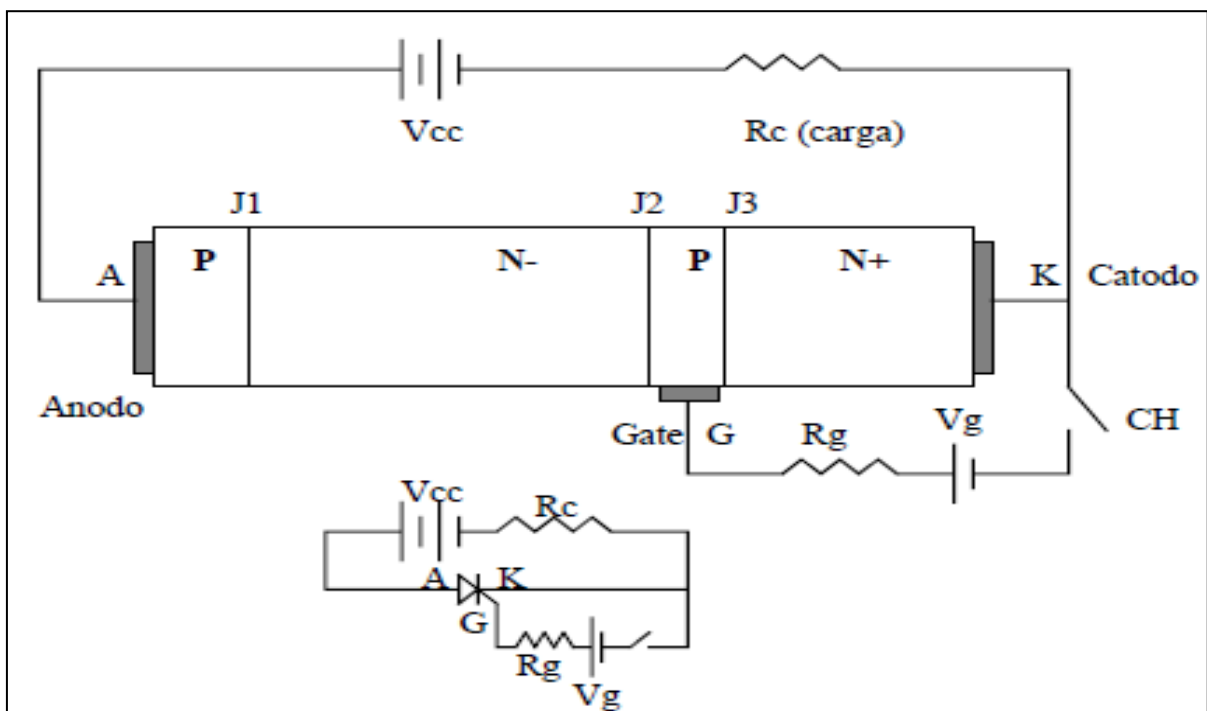 Vcc
Rc (carga)
J1 J2 J3
P N- P N+
A K Catodo
Anodo
Gate G Rg Vg CH
Vcc Rc
A K
G
Rg
Vg